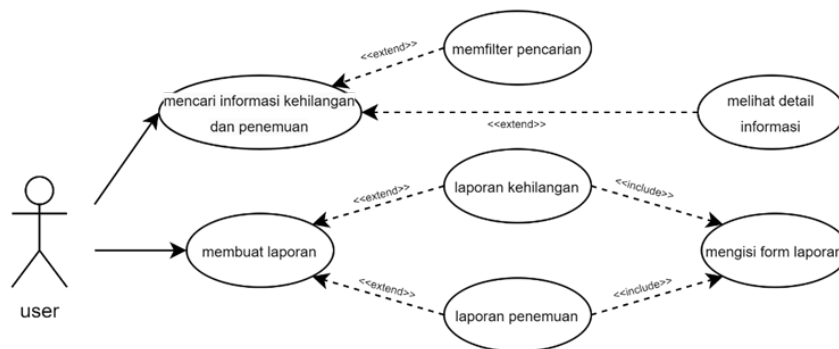 <<extend>>
memfilter pencarian
mencari informasi kehilangan
dan penemuan
<<extend>>
melihat detail
informasi
<<extend>>
laporan kehilangan
<<include>>
membuat laporan
mengisi form laporan
<<extend>>
laporan penemuan
<<include>>
user